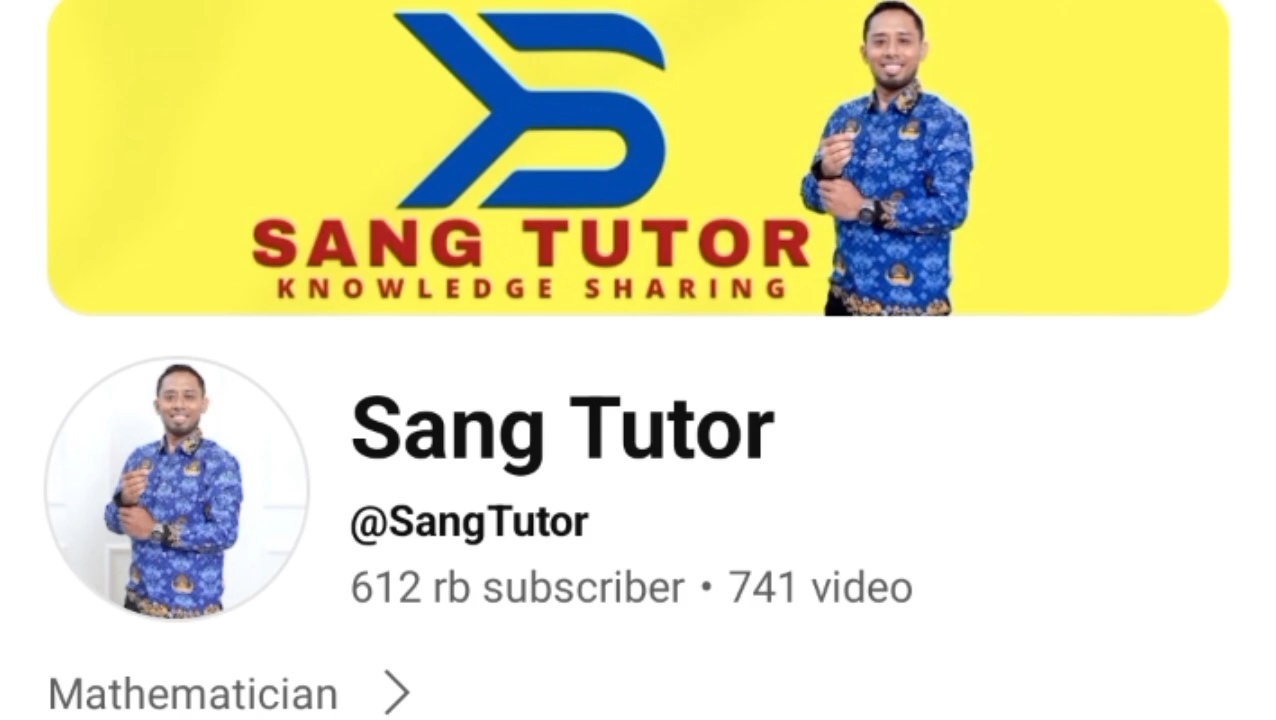 SANG TUTOR
KNOWLEDGE SHARING
Sang Tutor
@SangTutor
612 rb subscriber • 741 video
Mathematician